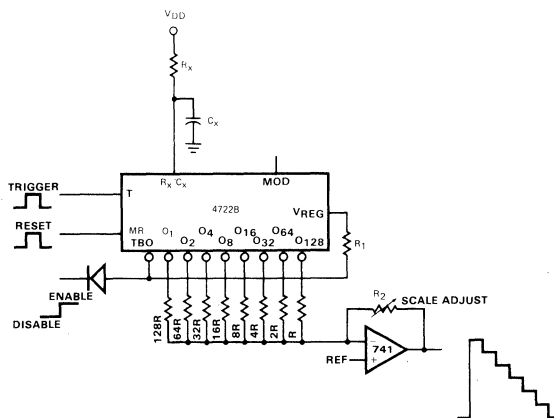 VDD
Rx
Cx
Rx Cx
MOD
TRIGGER
T
4722B
VREG
RESET
MR
O1
O4
O16
O64
TBO
O2
O8
O32
O128
R1
ENABLE
DISABLE
128R
64R
32R
16R
8R
4R
2R
R
R2
SCALE ADJUST
741
−
+
REF